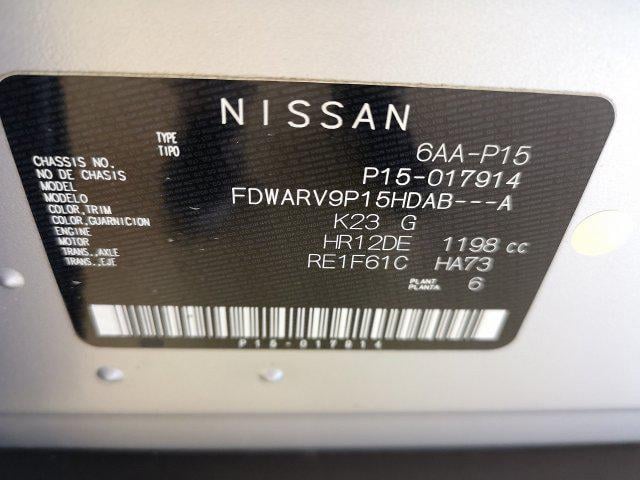 NISSAN
TYPE
TIPO
6AA-P15
CHASSIS NO.
NO DE CHASSIS
P15-017914
MODEL
MODELO
FDWARV9P15HDAB---A
COLOR,TRIM
COLOR,GUARNICION
K23 G
ENGINE
MOTOR
HR12DE 1198 cc
TRANS.,AXLE
TRANS.,EJE
RE1F61C HA73
PLANT
PLANTA
6
P15-017914